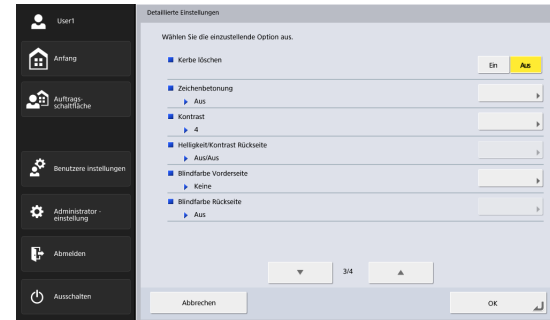 User1
Anfang
Auftrags-
schaltfläche
Benutzere instellungen
Administrator -
einstellung
Abmelden
Ausschalten
Detaillierte Einstellungen
Wählen Sie die einzustellende Option aus.
Kerbe löschen
Ein Aus
Zeichenbetonung
Aus
Kontrast
4
Helligkeit/Kontrast Rückseite
Aus/Aus
Blindfarbe Vorderseite
Keine
Blindfarbe Rückseite
Aus
3/4
Abbrechen
OK